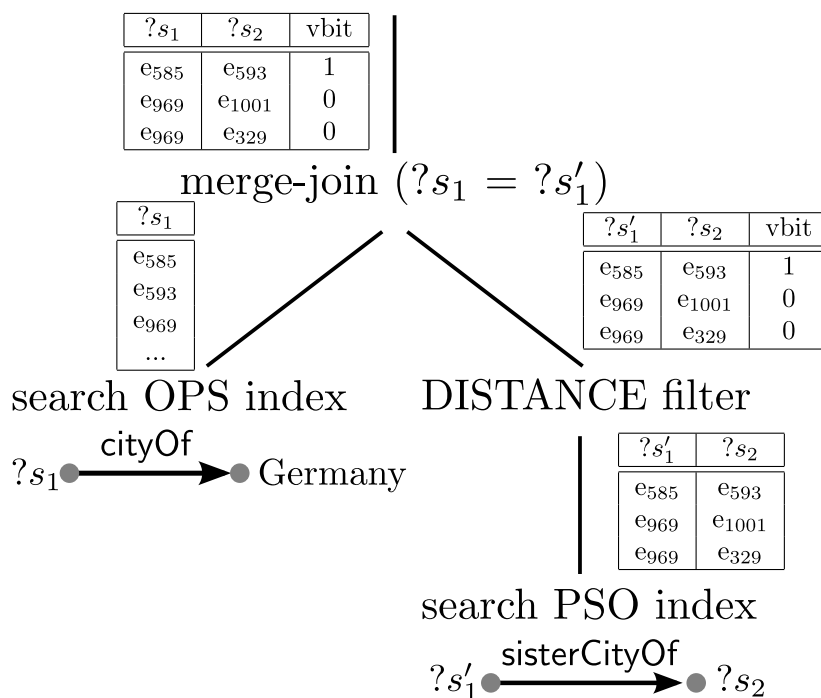 ?s₁ ?s₂ vbit
e₅₈₅ e₅₉₃ 1
e₉₆₉ e₁₀₀₁ 0
e₉₆₉ e₃₂₉ 0
merge-join (?s₁ = ?s′₁)
?s₁
e₅₈₅
e₅₉₃
e₉₆₉
...
?s′₁ ?s₂ vbit
e₅₈₅ e₅₉₃ 1
e₉₆₉ e₁₀₀₁ 0
e₉₆₉ e₃₂₉ 0
search OPS index
cityOf
?s₁ Germany
DISTANCE filter
?s′₁ ?s₂
e₅₈₅ e₅₉₃
e₉₆₉ e₁₀₀₁
e₉₆₉ e₃₂₉
search PSO index
sisterCityOf
?s′₁ ?s₂